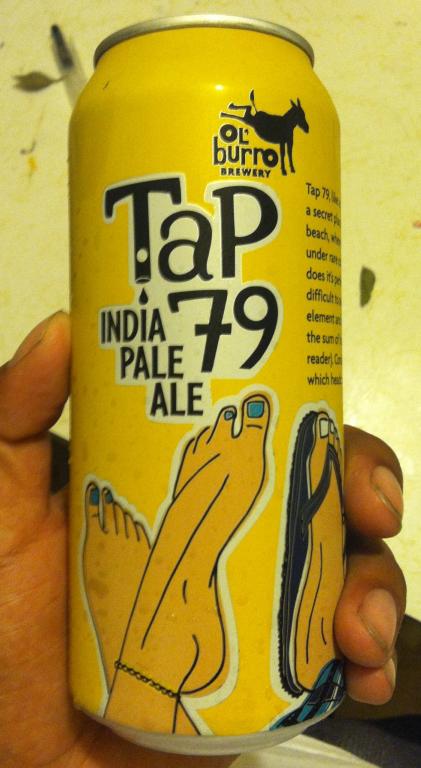 OL'
burro
BREWERY
TaP
79
INDIA
PALE
ALE
Tap 79,
a secret
beach,
under
does it's
difficult to
element
the sum of
reader).
which